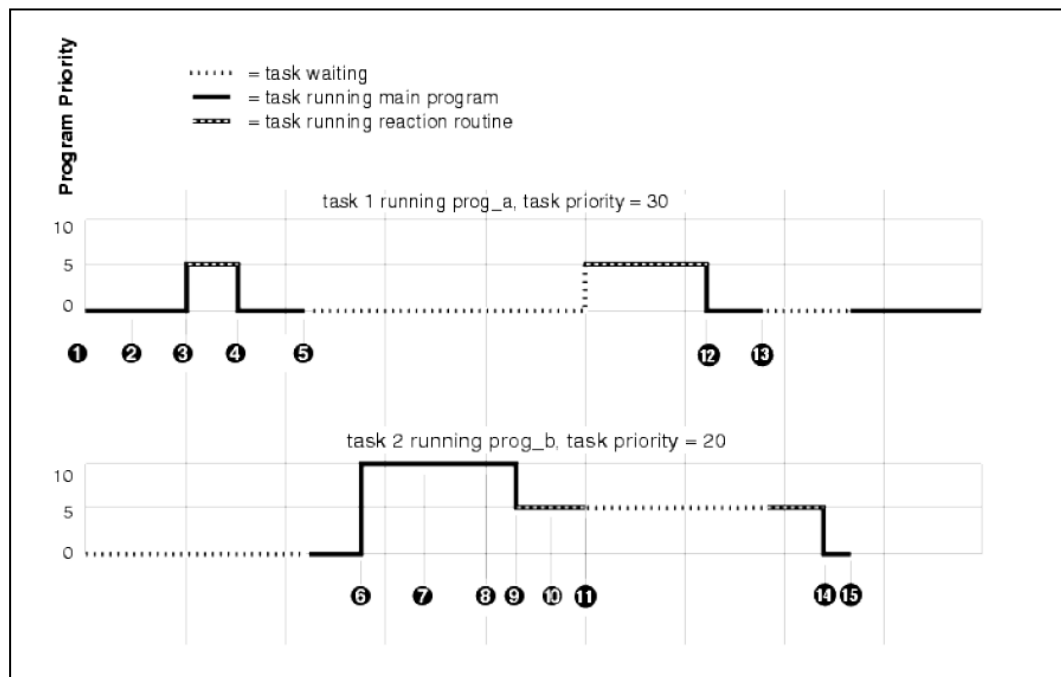 Program Priority
= task waiting
= task running main program
= task running reaction routine
task 1 running prog_a, task priority = 30
10
5
0
1 2 3 4 5 12 13
task 2 running prog_b, task priority = 20
10
5
0
6 7 8 9 10 11 14 15